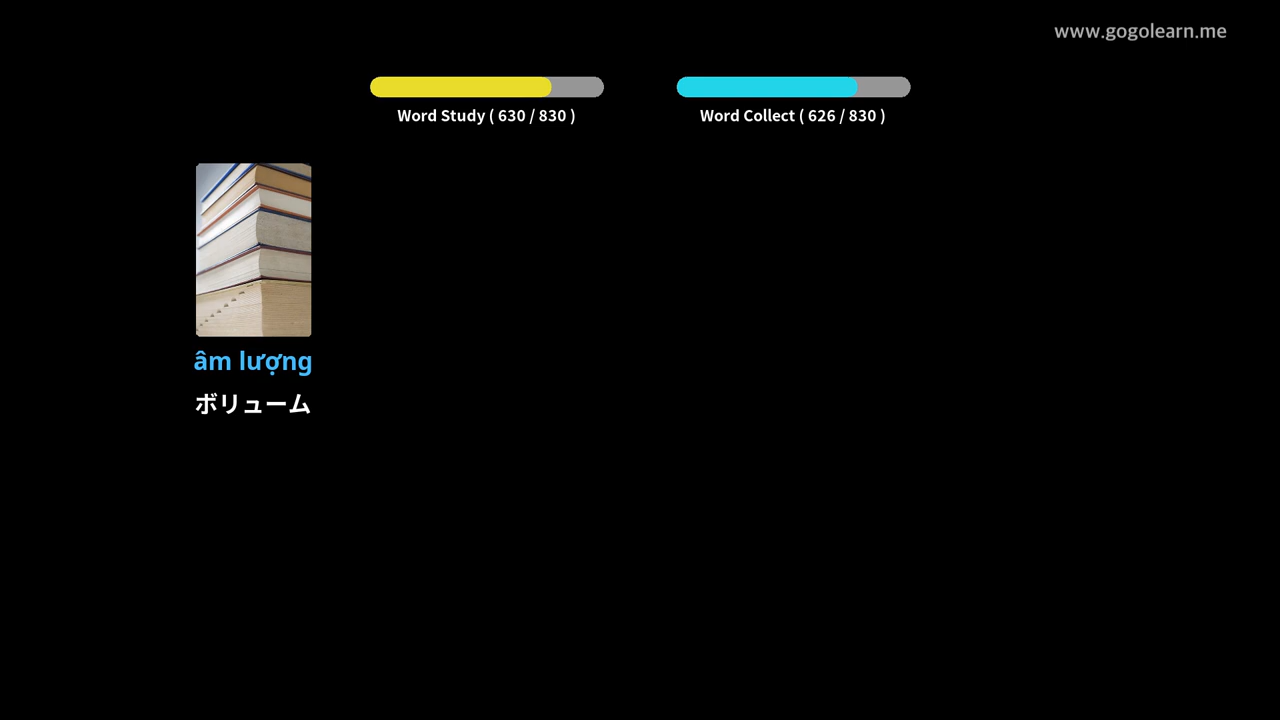 www.gogolearn.me
Word Study ( 630 / 830 )
Word Collect ( 626 / 830 )
âm lượng
ボリューム